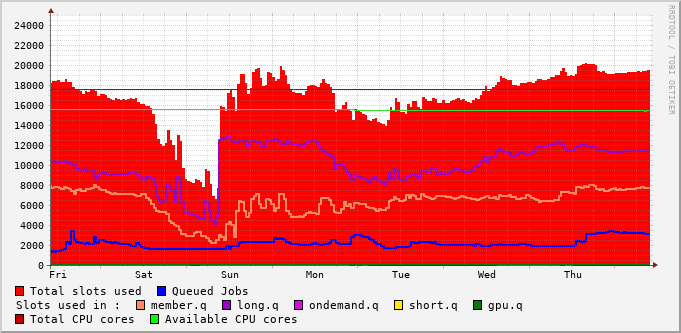 24000
22000
20000
18000
16000
14000
12000
10000
8000
6000
4000
2000
0
Fri Sat Sun Mon Tue Wed Thu
Total slots used Queued Jobs
Slots used in : member.q long.q ondemand.q short.q gpu.q
Total CPU cores Available CPU cores
RRDTOOL / TOBI OETIKER